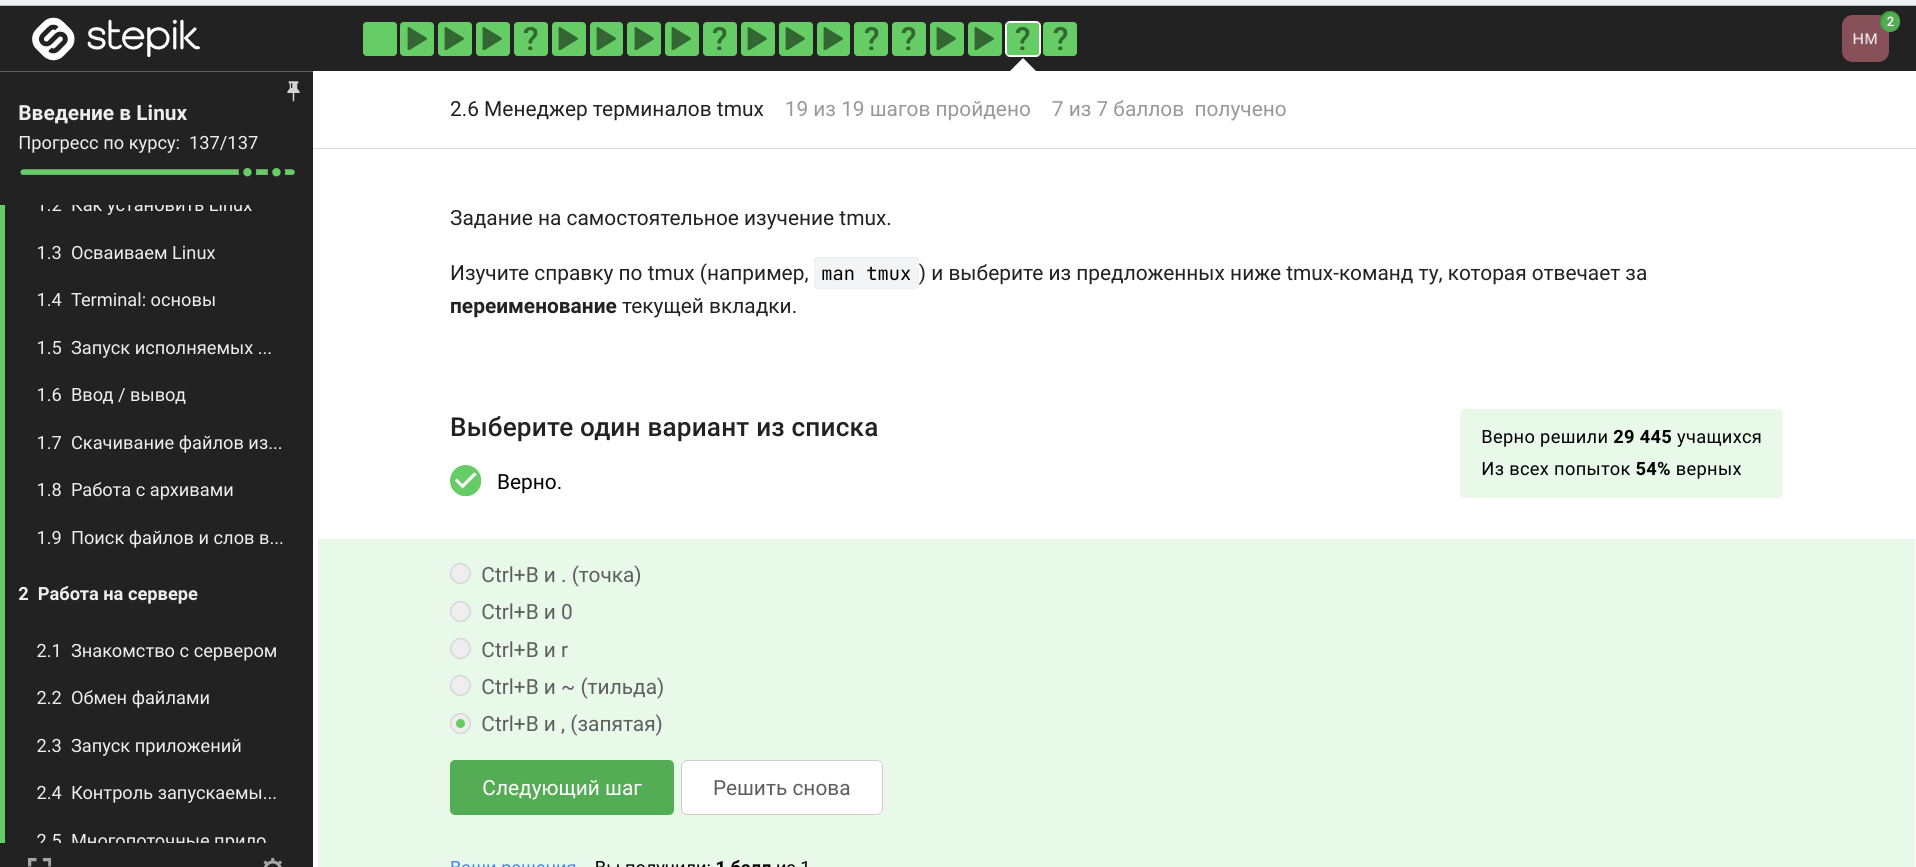 stepik
? ? ? ? ? ?
НМ
2
Введение в Linux
Прогресс по курсу: 137/137
1.2 Как установить Linux
1.3 Осваиваем Linux
1.4 Terminal: основы
1.5 Запуск исполняемых ...
1.6 Ввод / вывод
1.7 Скачивание файлов из...
1.8 Работа с архивами
1.9 Поиск файлов и слов в...
2 Работа на сервере
2.1 Знакомство с сервером
2.2 Обмен файлами
2.3 Запуск приложений
2.4 Контроль запускаемы...
2.5 Многопоточные прило...
2.6 Менеджер терминалов tmux 19 из 19 шагов пройдено 7 из 7 баллов получено
Задание на самостоятельное изучение tmux.
Изучите справку по tmux (например, man tmux ) и выберите из предложенных ниже tmux-команд ту, которая отвечает за
переименование текущей вкладки.
Выберите один вариант из списка
Верно.
Верно решили 29 445 учащихся
Из всех попыток 54% верных
Ctrl+B и . (точка)
Ctrl+B и 0
Ctrl+B и r
Ctrl+B и ~ (тильда)
Ctrl+B и , (запятая)
Следующий шаг Решить снова
Ваши решения Вы получили: 1 балл из 1